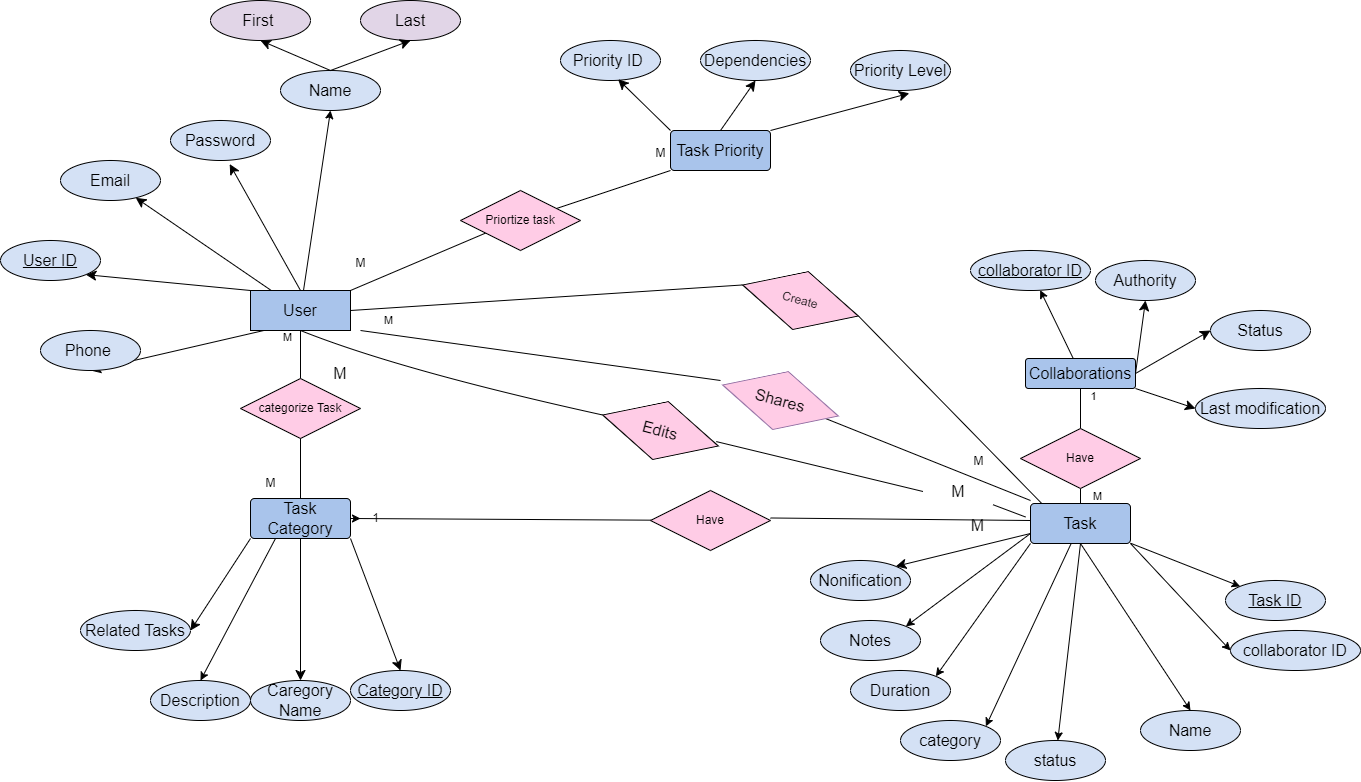 First
Last
Name
Password
Email
User ID
Phone
User
Priority ID
Dependencies
Priority Level
Task Priority
M
Priortize task
M
Create
M
M
M
categorize Task
Shares
Edits
collaborator ID
Authority
Status
Collaborations
Last modification
1
Have
M
M
M
M
M
Task
Category
1
Have
Task
Related Tasks
Description
Caregory
Name
Category ID
Nonification
Notes
Duration
category
status
Name
collaborator ID
Task ID